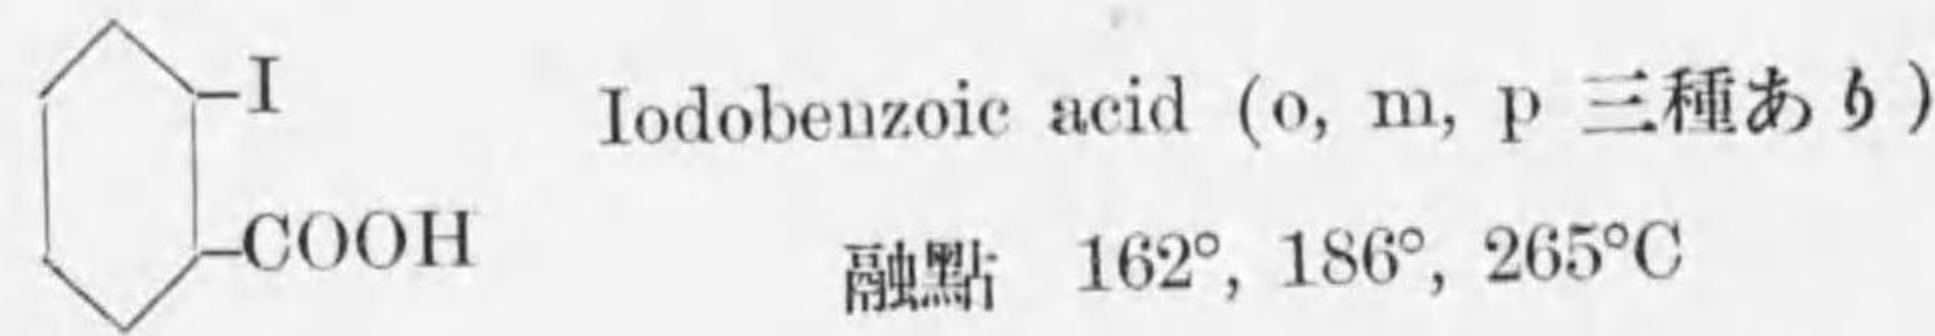 -I
Iodobenzoic acid (o, m, p 三種あり)
-COOH
融點 162°, 186°, 265°C